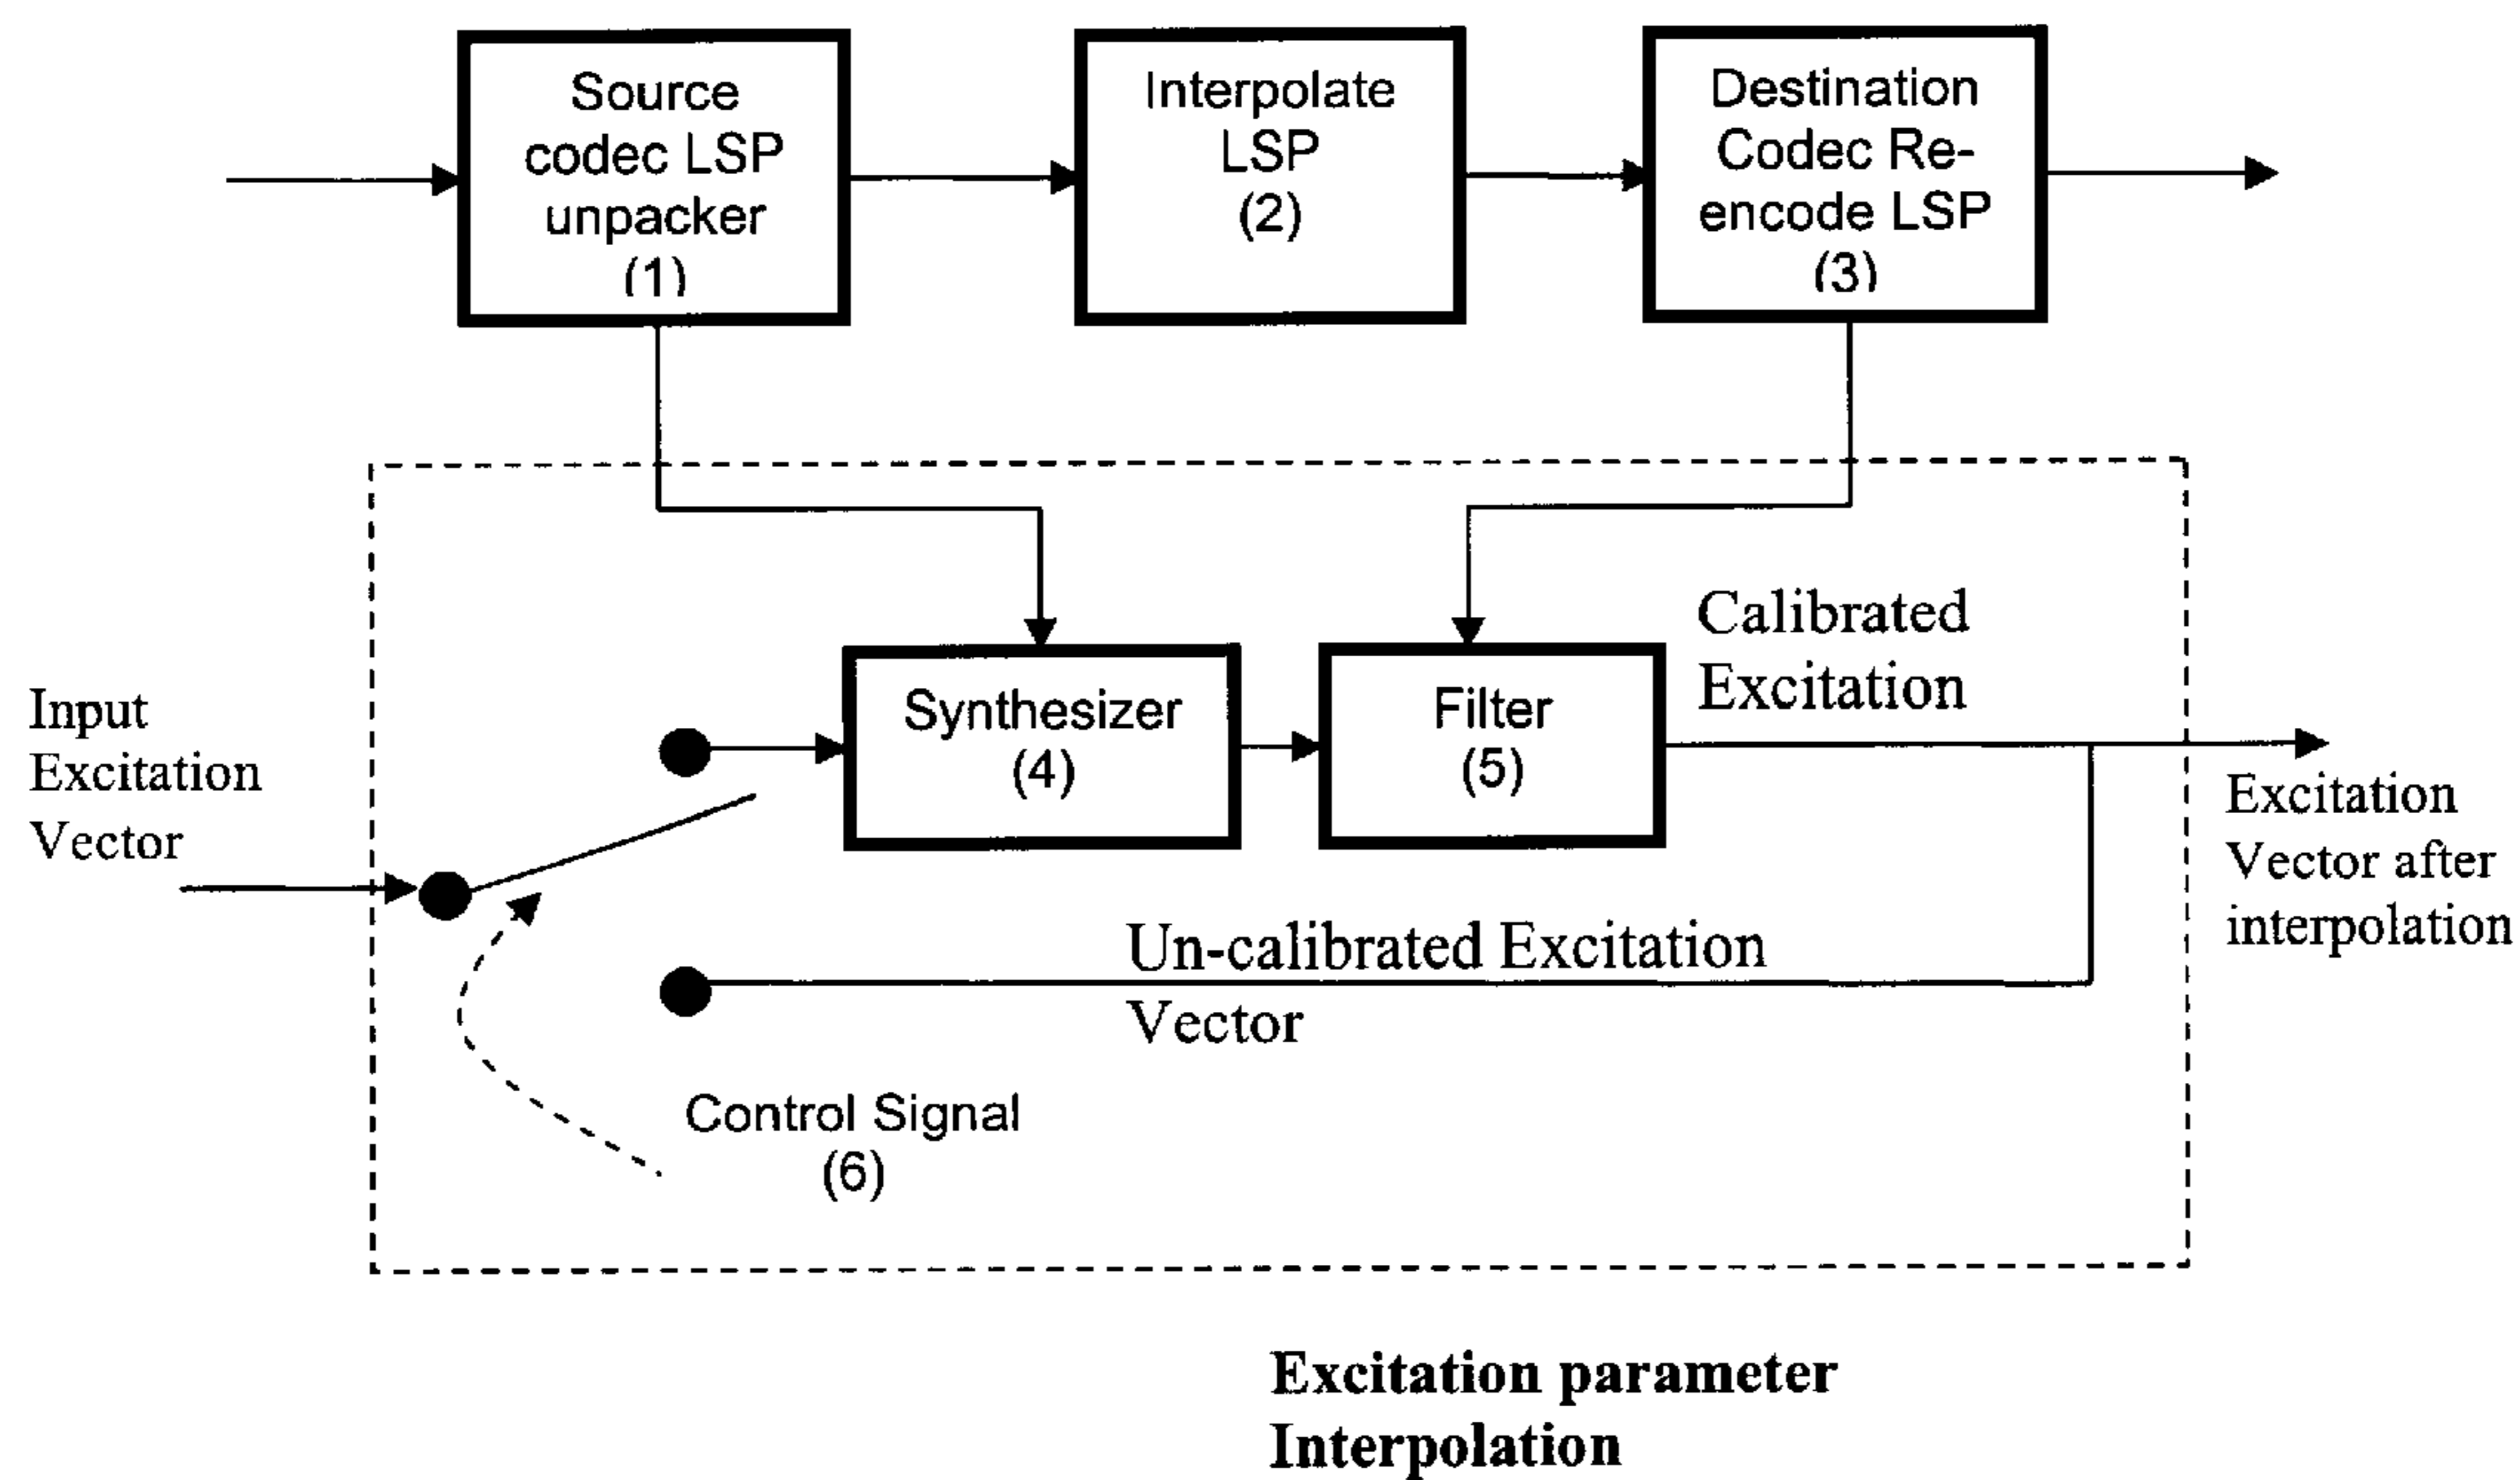 Source
codec LSP
unpacker
(1)
Interpolate
LSP
(2)
Destination
Codec Re-
encode LSP
(3)
Input
Excitation
Vector
Synthesizer
(4)
Filter
(5)
Calibrated
Excitation
Excitation
Vector after
interpolation
Un-calibrated Excitation
Vector
Control Signal
(6)
Excitation parameter
Interpolation